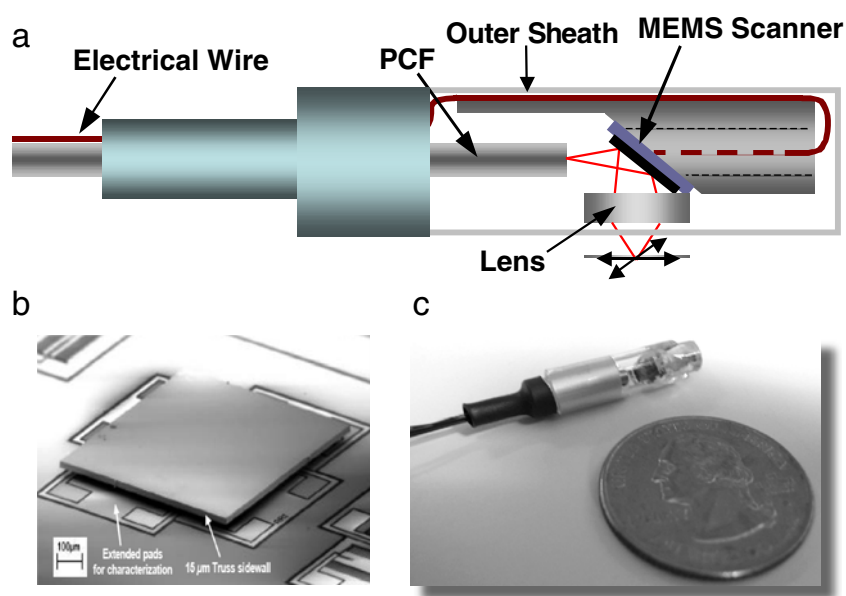 a
Electrical Wire
PCF
Outer Sheath
MEMS Scanner
Lens
b
100µm
Extended pads
for characterization
15 µm Truss sidewall
c